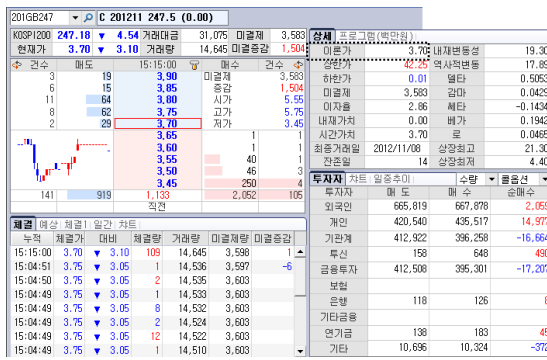 201GB247 C 201211 247.5 (0.00)
KOSPI200 247.18 ▼ 4.54 거래대금 31,075 미결제 3,583
현재가 3.70 ▼ 3.10 거래량 14,645 미결증감 1,504
건수 매도 15:15:00 매수 건수
3 19 3.90 미결제 3,583
6 15 3.85 증감 1,504
11 64 3.80 시가 5.55
8 62 3.75 고가 5.75
2 29 3.70 저가 3.45
3.65 1 1
3.60 1 1
3.55 40 1
3.50 46 3
3.45 250 4
141 919 1,133 2,052 105
직전
체결 예상 체결1 일간 챠트
누적 체결가 대비 체결량 거래량 미결제량 미결증감
15:15:00 3.70 ▼ 3.10 109 14,645 3,598 1
15:04:51 3.75 ▼ 3.05 1 14,536 3,597 -6
15:04:50 3.75 ▼ 3.05 2 14,535 3,603
15:04:49 3.75 ▼ 3.05 1 14,533 3,603
15:04:49 3.75 ▼ 3.05 8 14,532 3,603
15:04:49 3.75 ▼ 3.05 2 14,524 3,603
15:04:49 3.75 ▼ 3.05 12 14,522 3,603
15:04:49 3.75 ▼ 3.05 1 14,510 3,603
상세 프로그램(백만원)
이론가 3.70 내재변동성 19.30
상한가 42.25 역사적변동 17.89
하한가 0.01 델타 0.5053
미결제 3,583 감마 0.0429
이자율 2.86 쎄타 -0.1434
내재가치 0.00 베가 0.1942
시간가치 3.70 로 0.0465
최종거래일 2012/11/08 상장최고 21.30
잔존일 14 상장최저 4.40
투자자 챠트 일중추이 수량 콜옵션
투자자 매 도 매 수 순매수
외국인 665,819 667,878 2,059
개인 420,540 435,517 14,977
기관계 412,922 396,258 -16,664
투신 158 648 490
금융투자 412,508 395,301 -17,207
보험
은행 118 126 8
기타금융
연기금 138 183 45
기타 10,696 10,324 -372